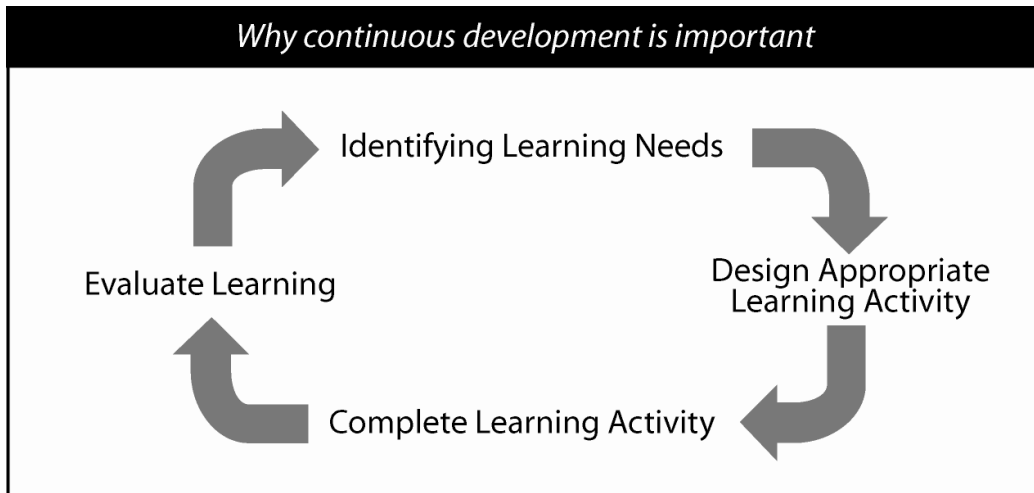 Why continuous development is important
Identifying Learning Needs
Design Appropriate
Learning Activity
Complete Learning Activity
Evaluate Learning